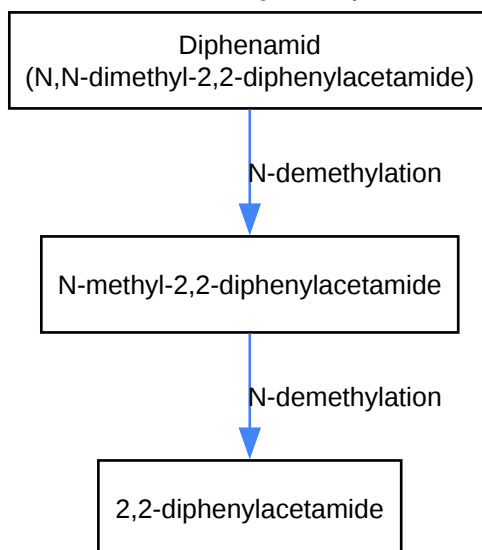 Diphenamid
(N,N-dimethyl-2,2-diphenylacetamide)
N-demethylation
N-methyl-2,2-diphenylacetamide
N-demethylation
2,2-diphenylacetamide